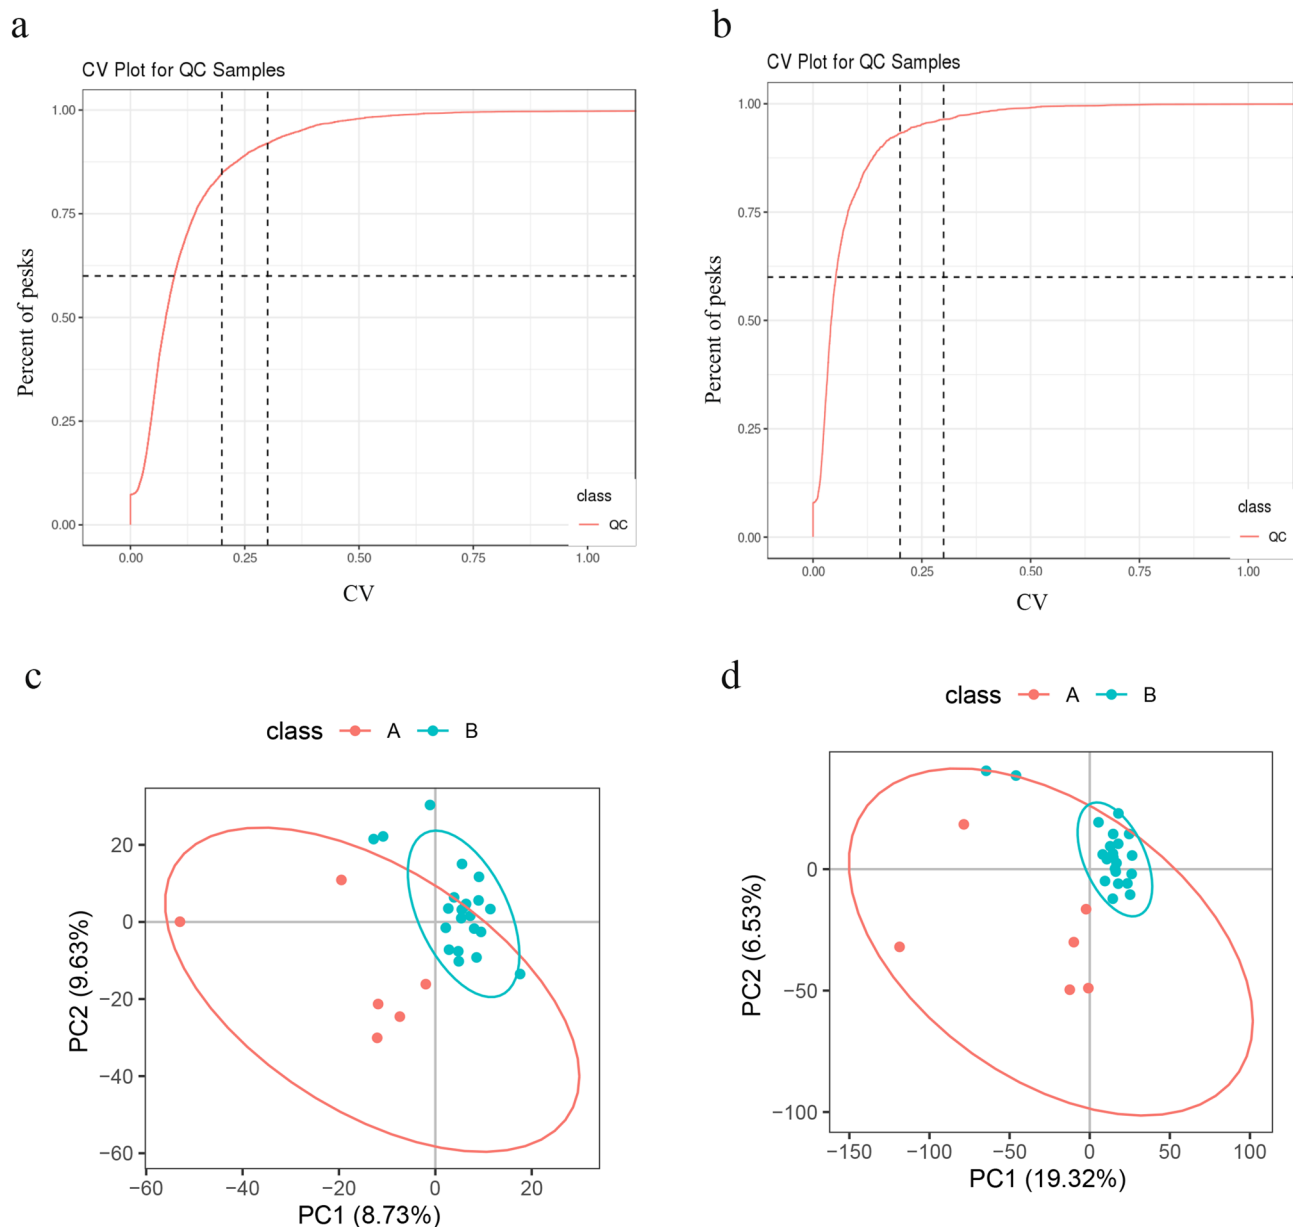 a
CV Plot for QC Samples
1.00
0.75
0.50
0.25
0.00
Percent of pesks
0.00 0.25 0.50 0.75 1.00
CV
class
QC
b
CV Plot for QC Samples
1.00
0.75
0.50
0.25
0.00
Percent of pesks
0.00 0.25 0.50 0.75 1.00
CV
class
QC
c
class A B
20
0
−20
−40
−60
PC2 (9.63%)
−60 −40 −20 0 20
PC1 (8.73%)
d
class A B
0
−50
−100
PC2 (6.53%)
−150 −100 −50 0 50 100
PC1 (19.32%)